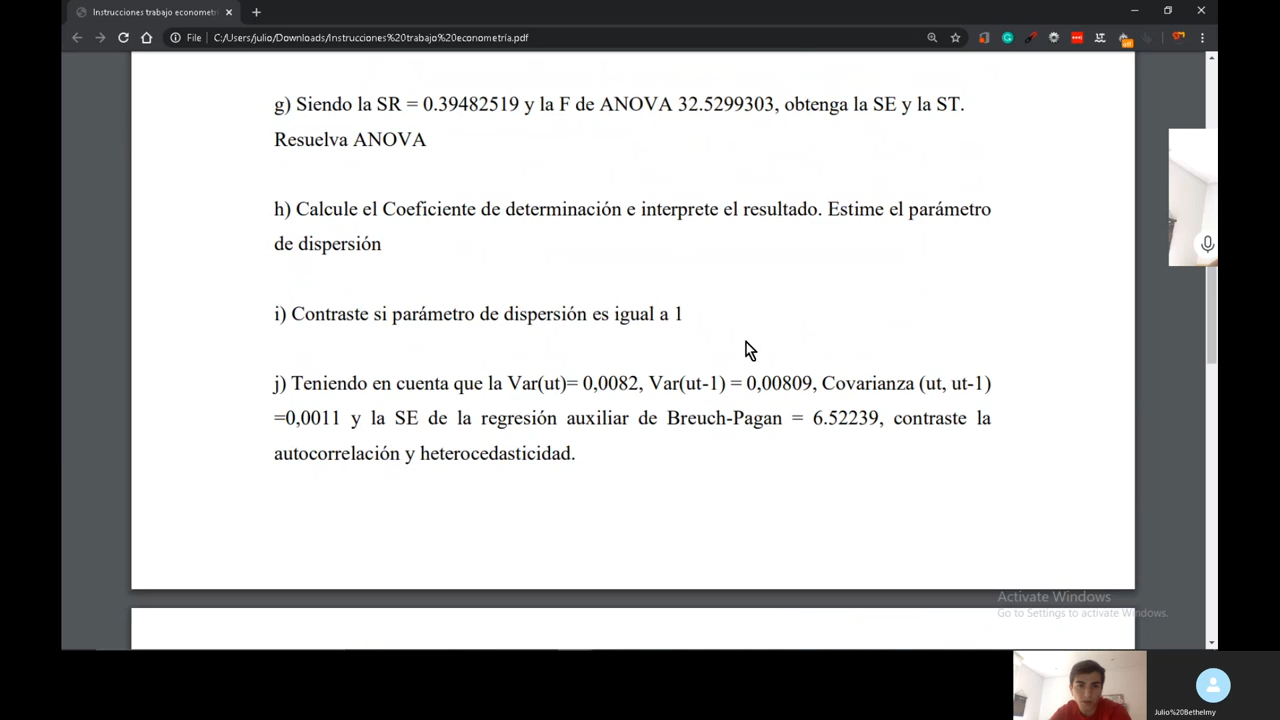 Instrucciones trabajo econometrí
File
C:/Users/julio/Downloads/Instrucciones%20trabajo%20econometría.pdf
g) Siendo la SR = 0.39482519 y la F de ANOVA 32.5299303, obtenga la SE y la ST.
Resuelva ANOVA
h) Calcule el Coeficiente de determinación e interprete el resultado. Estime el parámetro
de dispersión
i) Contraste si parámetro de dispersión es igual a 1
j) Teniendo en cuenta que la Var(ut)= 0,0082, Var(ut-1) = 0,00809, Covarianza (ut, ut-1)
=0,0011 y la SE de la regresión auxiliar de Breuch-Pagan = 6.52239, contraste la
autocorrelación y heterocedasticidad.
Activate Windows
Go to Settings to activate Windows.
Julio%20Bethelmy